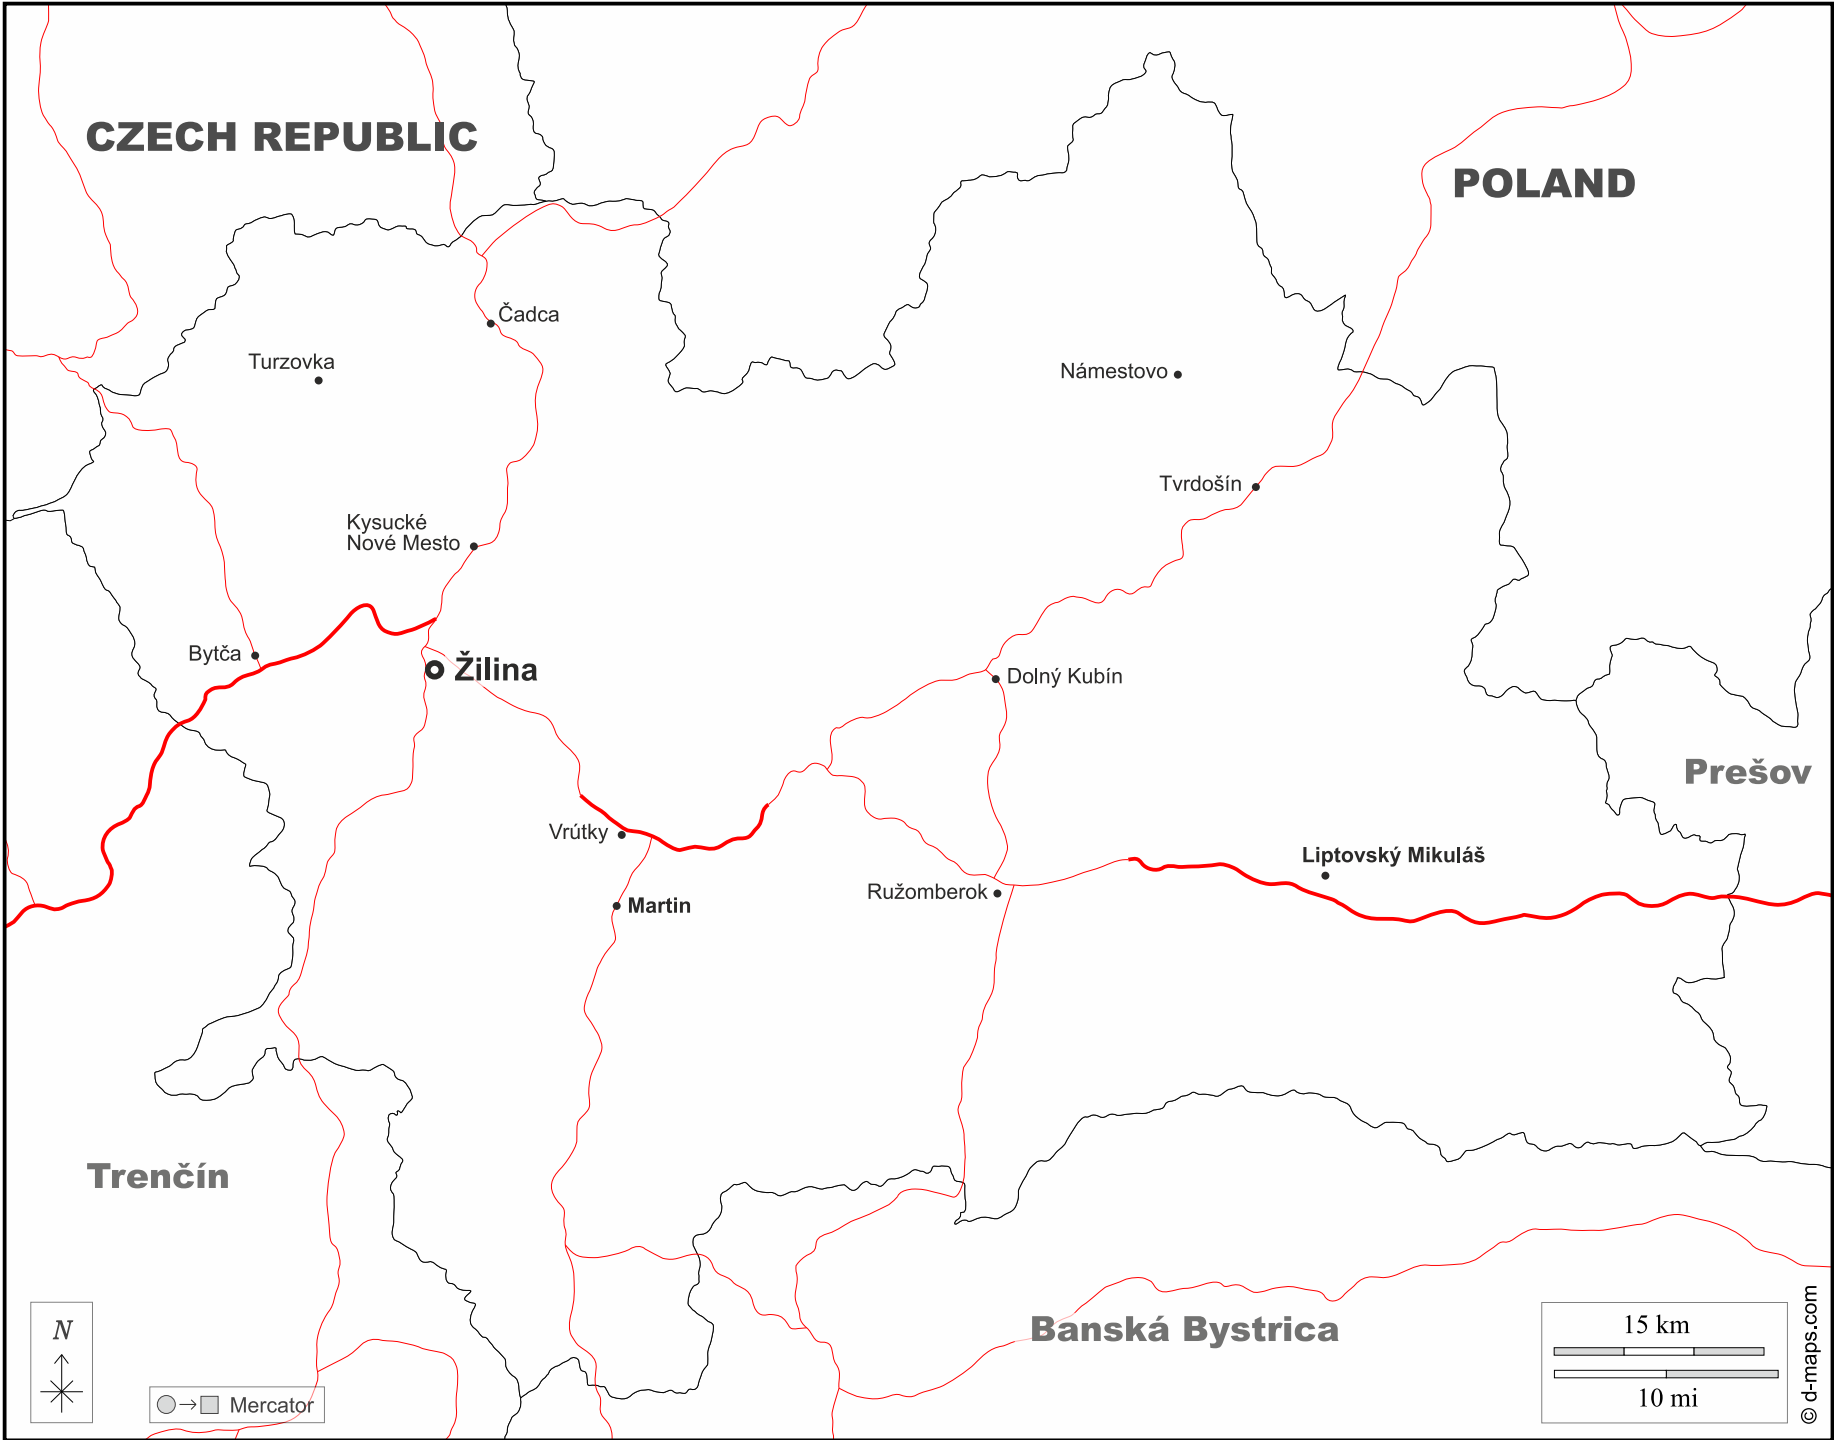 CZECH REPUBLIC
POLAND
Čadca
Turzovka
Námestovo
Tvrdošín
Kysucké
Nové Mesto
Bytča
Žilina
Dolný Kubín
Prešov
Vrútky
Liptovský Mikuláš
Ružomberok
Martin
Trenčín
Banská Bystrica
N
Mercator
15 km
10 mi
© d-maps.com